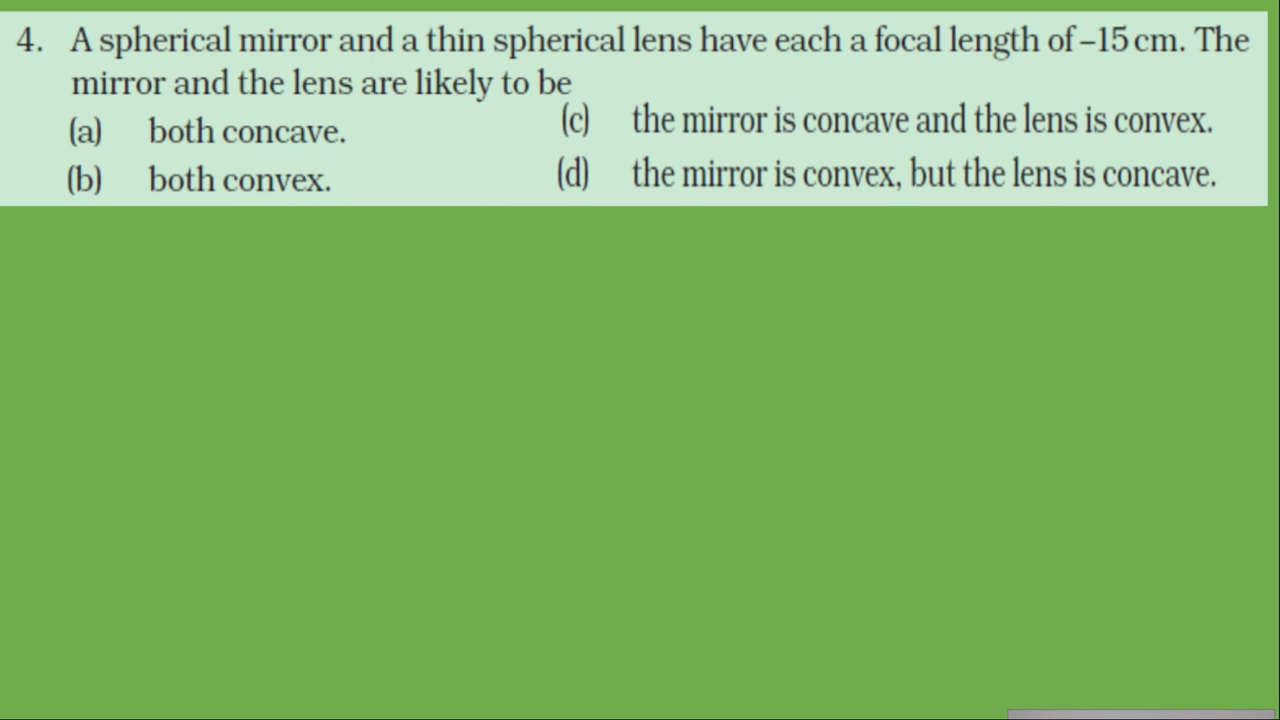 4. A spherical mirror and a thin spherical lens have each a focal length of –15 cm. The
mirror and the lens are likely to be
(a) both concave.
(b) both convex.
(c) the mirror is concave and the lens is convex.
(d) the mirror is convex, but the lens is concave.